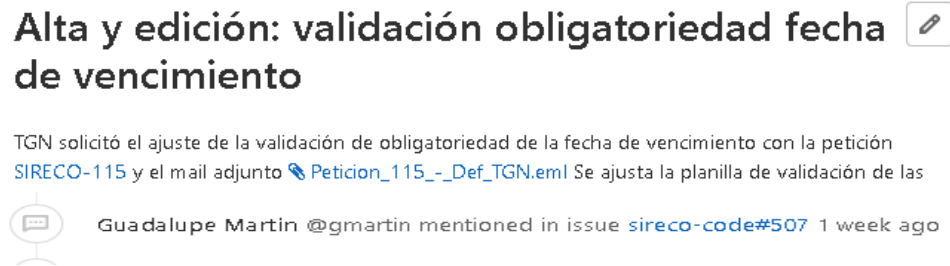 Alta y edición: validación obligatoriedad fecha
de vencimiento
TGN solicitó el ajuste de la validación de obligatoriedad de la fecha de vencimiento con la petición
SIRECO-115 y el mail adjunto Peticion_115_-_Def_TGN.eml Se ajusta la planilla de validación de las
Guadalupe Martin @gmartin mentioned in issue sireco-code#507 1 week ago